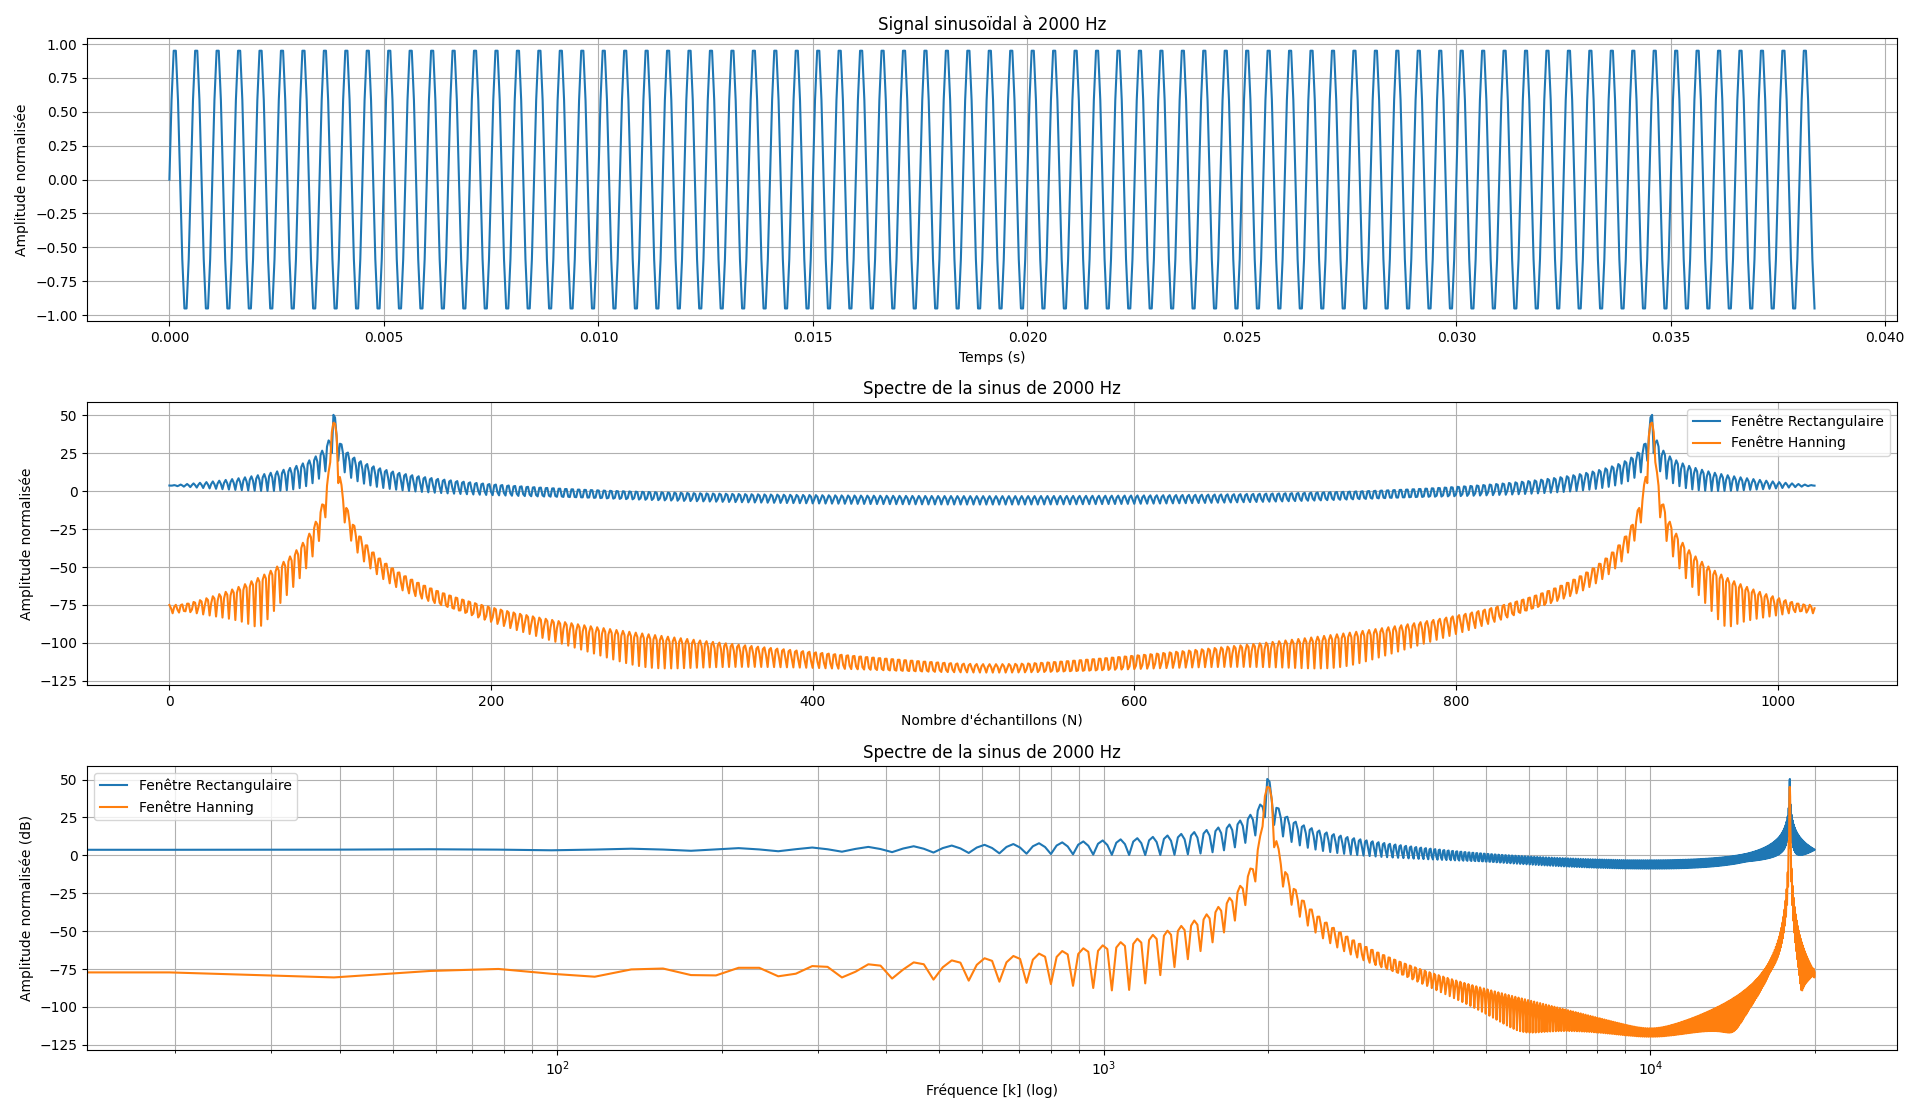 Signal sinusoïdal à 2000 Hz
Amplitude normalisée
1.00
0.75
0.50
0.25
0.00
−0.25
−0.50
−0.75
−1.00
0.000 0.005 0.010 0.015 0.020 0.025 0.030 0.035 0.040
Temps (s)
Spectre de la sinus de 2000 Hz
Amplitude normalisée
50
25
0
−25
−50
−75
−100
−125
Fenêtre Rectangulaire
Fenêtre Hanning
0 200 400 600 800 1000
Nombre d'échantillons (N)
Spectre de la sinus de 2000 Hz
Amplitude normalisée (dB)
50
25
0
−25
−50
−75
−100
−125
Fenêtre Rectangulaire
Fenêtre Hanning
10² 10³ 10⁴
Fréquence [k] (log)